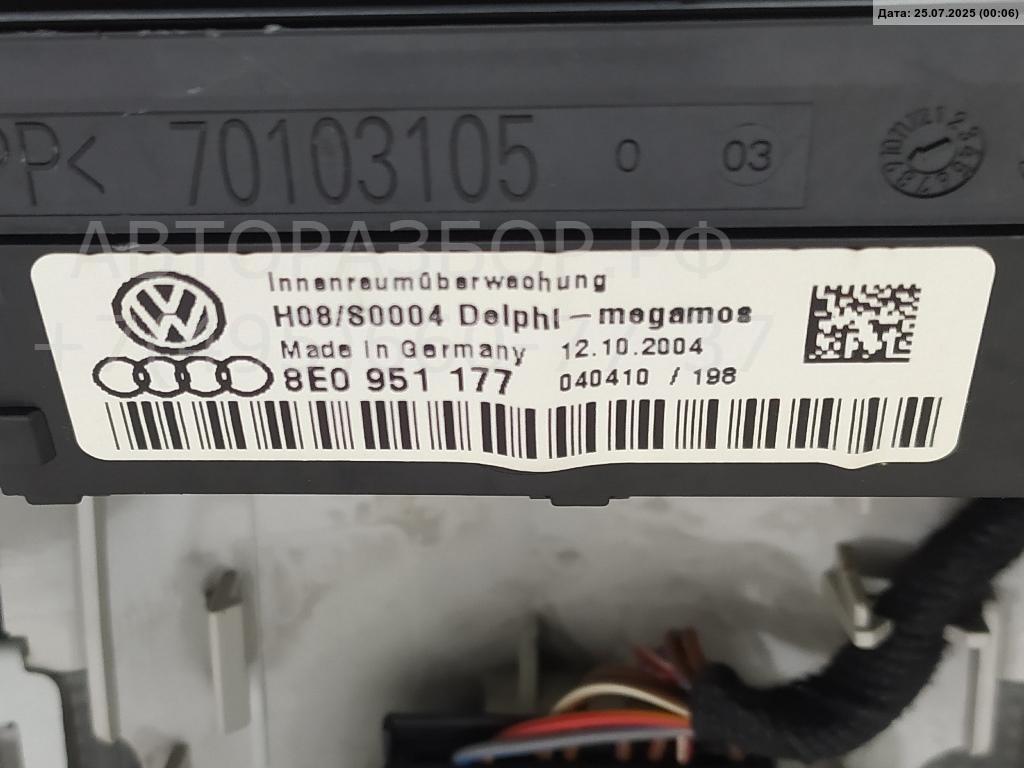 Дата: 25.07.2025 (00:06)
PP< 70103105 0 03
АВТОРАЗБОР.РФ
Innenraumüberwachung
H08/S0004 Delphi-megamos
Made in Germany 12.10.2004
8E0 951 177 040410 / 198